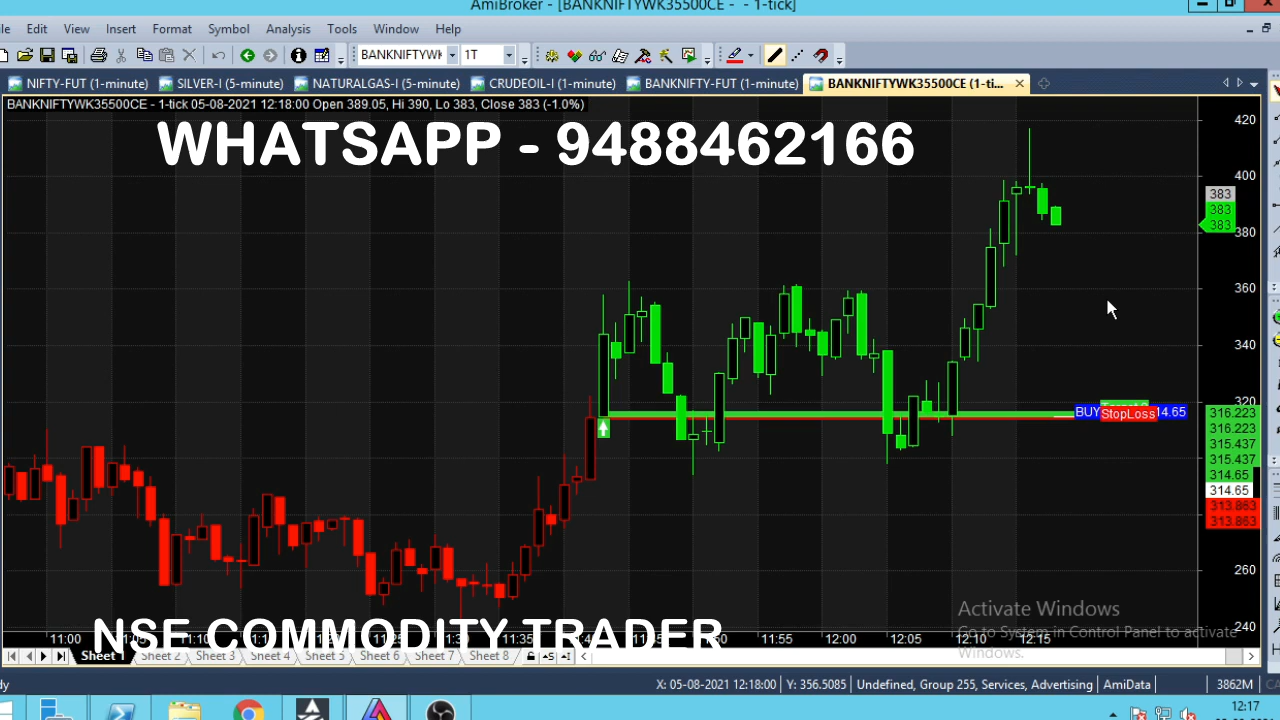 AmiBroker - [BANKNIFTYWK35500CE - - 1-tick]
Edit View Insert Format Symbol Analysis Tools Window Help
BANKNIFTYWK 1T
NIFTY-FUT (1-minute) SILVER-I (5-minute) NATURALGAS-I (5-minute) CRUDEOIL-I (5-minute) BANKNIFTY-FUT (1-minute) BANKNIFTYWK35500CE (1-ti...
BANKNIFTYWK35500CE - 1-tick 05-08-2021 12:18:00 Open 389.05, Hi 390, Lo 383, Close 383 (-1.0%)
WHATSAPP - 9488462166
420
400
383
383
383
380
360
340
320
BUY StopLoss 14.65
316.223
316.223
315.437
315.437
314.65
314.65
313.863
313.863
260
240
Activate Windows
Go to System in Control Panel to activate
Windows.
11:00 11:35 11:55 12:00 12:05 12:10 12:15
NSE COMMODITY TRADER
Sheet 1 Sheet 2 Sheet 3 Sheet 4 Sheet 5 Sheet 6 Sheet 7 Sheet 8
X: 05-08-2021 12:18:00 Y: 356.5085 Undefined, Group 255, Services, Advertising AmiData 3862M
12:17